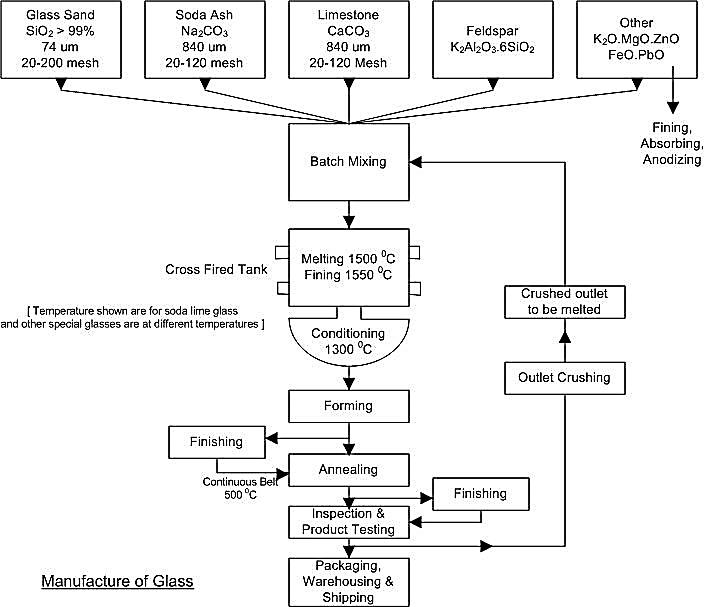 Glass Sand
SiO2 > 99%
74 um
20-200 mesh
Soda Ash
Na2CO3
840 um
20-120 mesh
Limestone
CaCO3
840 um
20-120 Mesh
Feldspar
K2Al2O3.6SiO2
Other
K2O.MgO.ZnO
FeO.PbO
Fining,
Absorbing,
Anodizing
Batch Mixing
Cross Fired Tank
Melting 1500 0C
Fining 1550 0C
[ Temperature shown are for soda lime glass
and other special glasses are at different temperatures ]
Conditioning
1300 0C
Crushed outlet
to be melted
Outlet Crushing
Forming
Finishing
Continuous Belt
500 0C
Annealing
Finishing
Inspection &
Product Testing
Packaging,
Warehousing &
Shipping
Manufacture of Glass